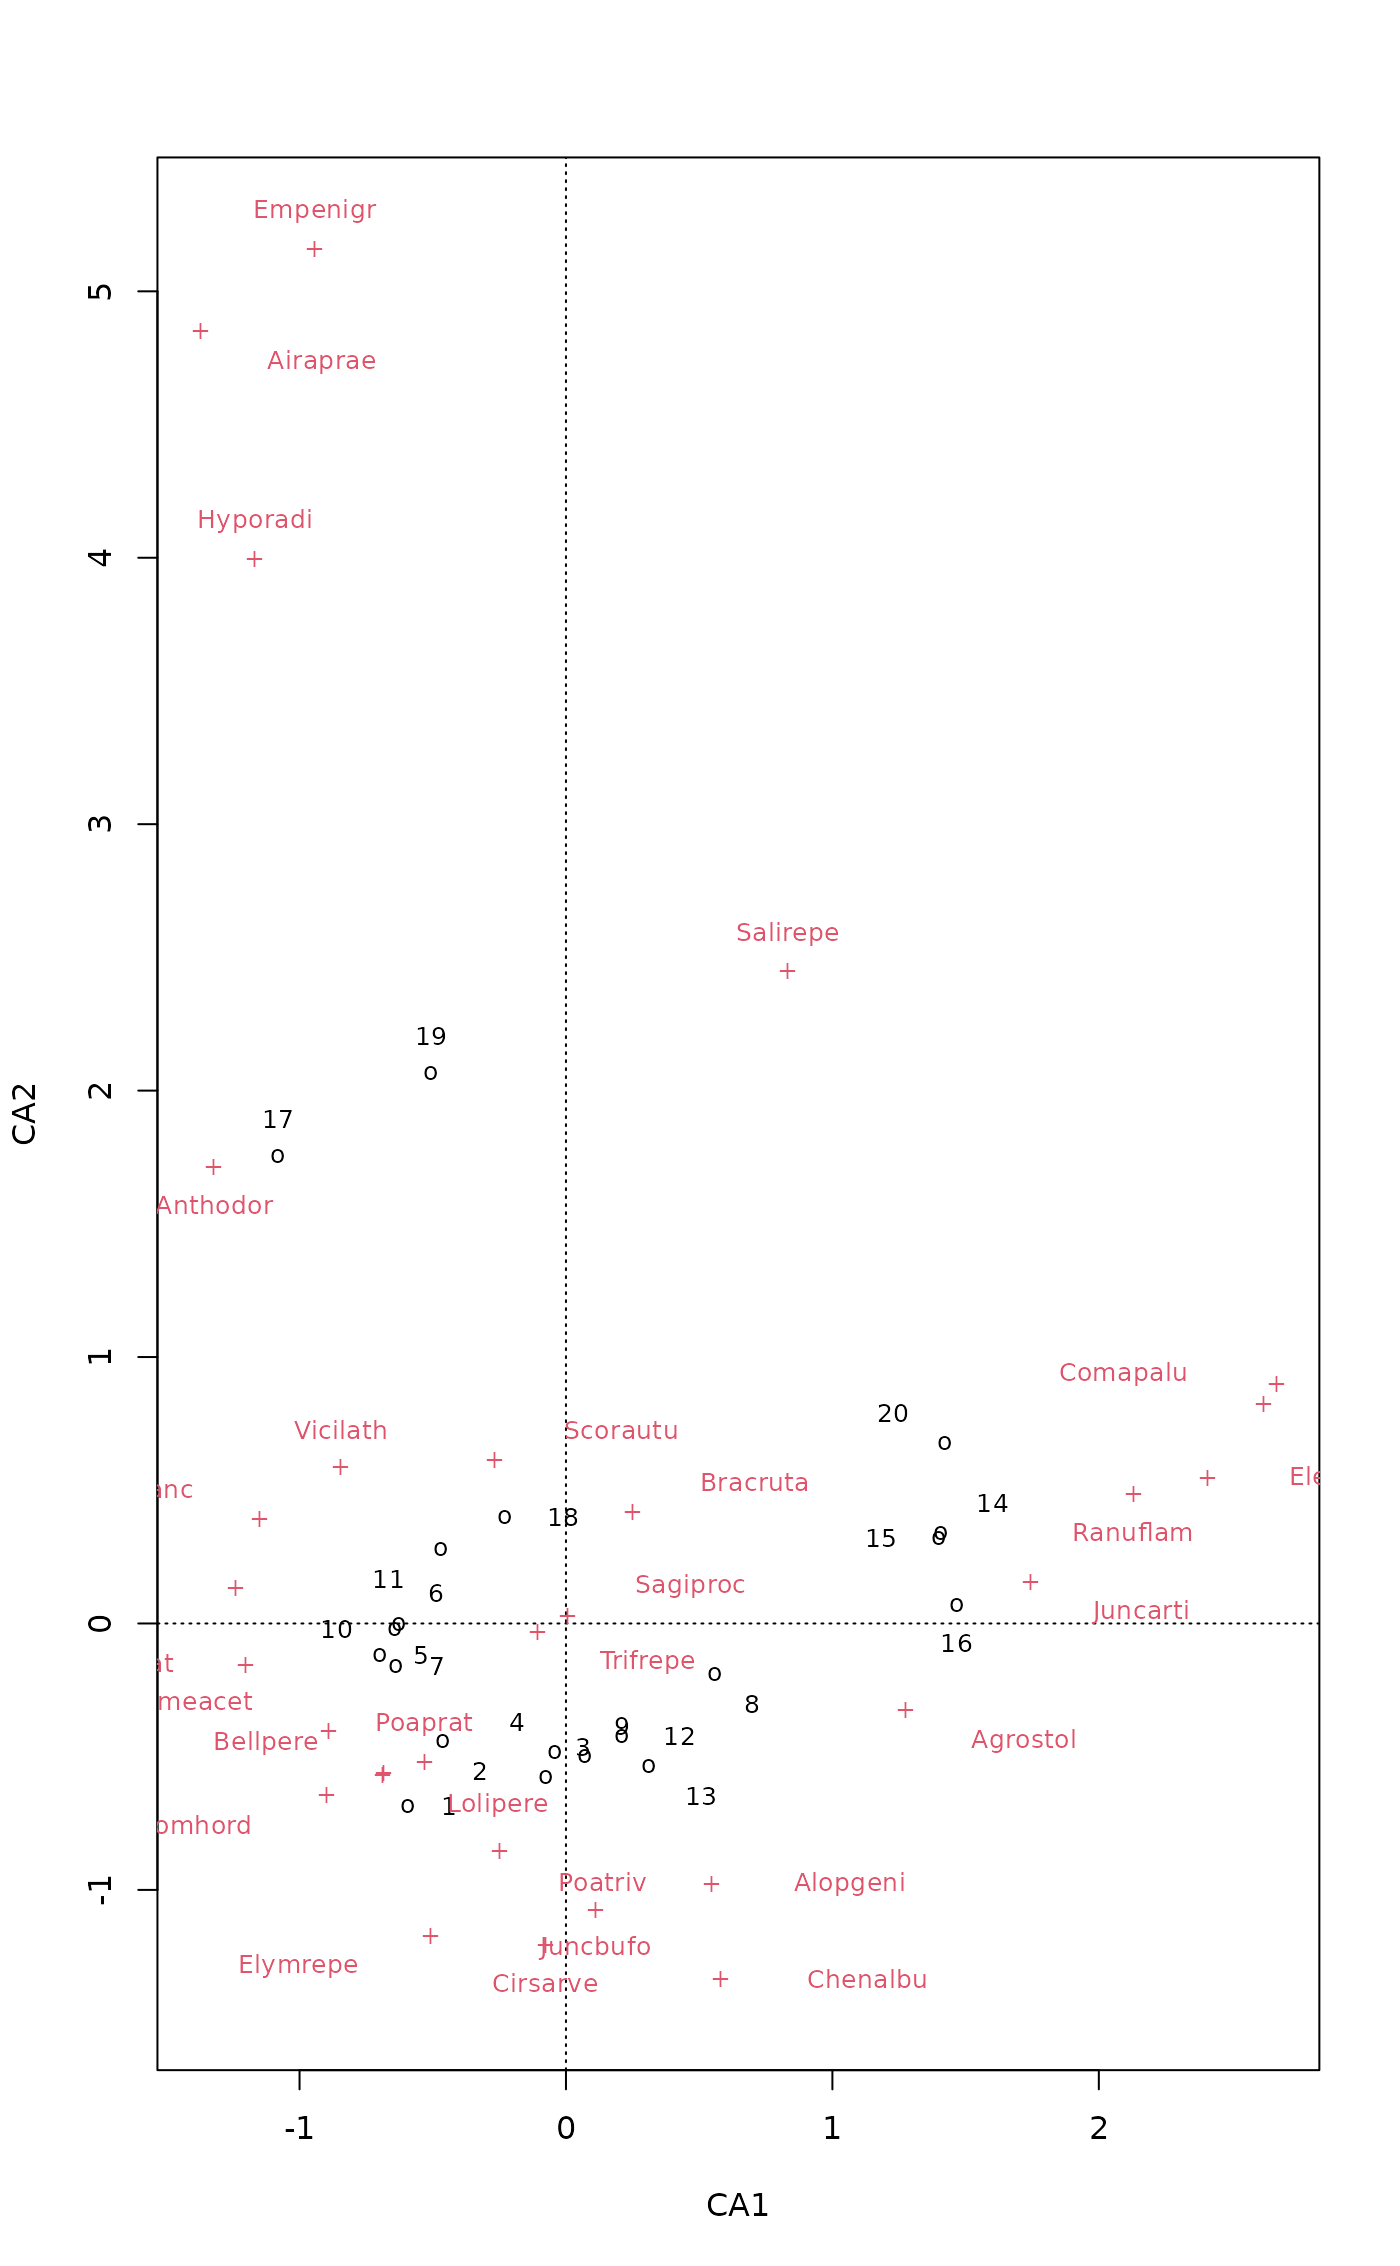 Empenigr
5
Airaprae
Hyporadi
4
3
Salirepe
19
2
CA2
17
Anthodor
1
Comapalu
20
Vicilath
Scorautu
Bracruta
Ele
anc
14
18
Ranuflam
15
11
6
Sagiproc
Juncarti
0
10
16
5
7
Trifrepe
at
meacet
8
Poaprat
4
9
12
Bellpere
3
Agrostol
2
13
1
Lolipere
omhord
-1
Poatriv
Alopgeni
Juncbufo
Elymrepe
Cirsarve
Chenalbu
-1
0
1
2
CA1